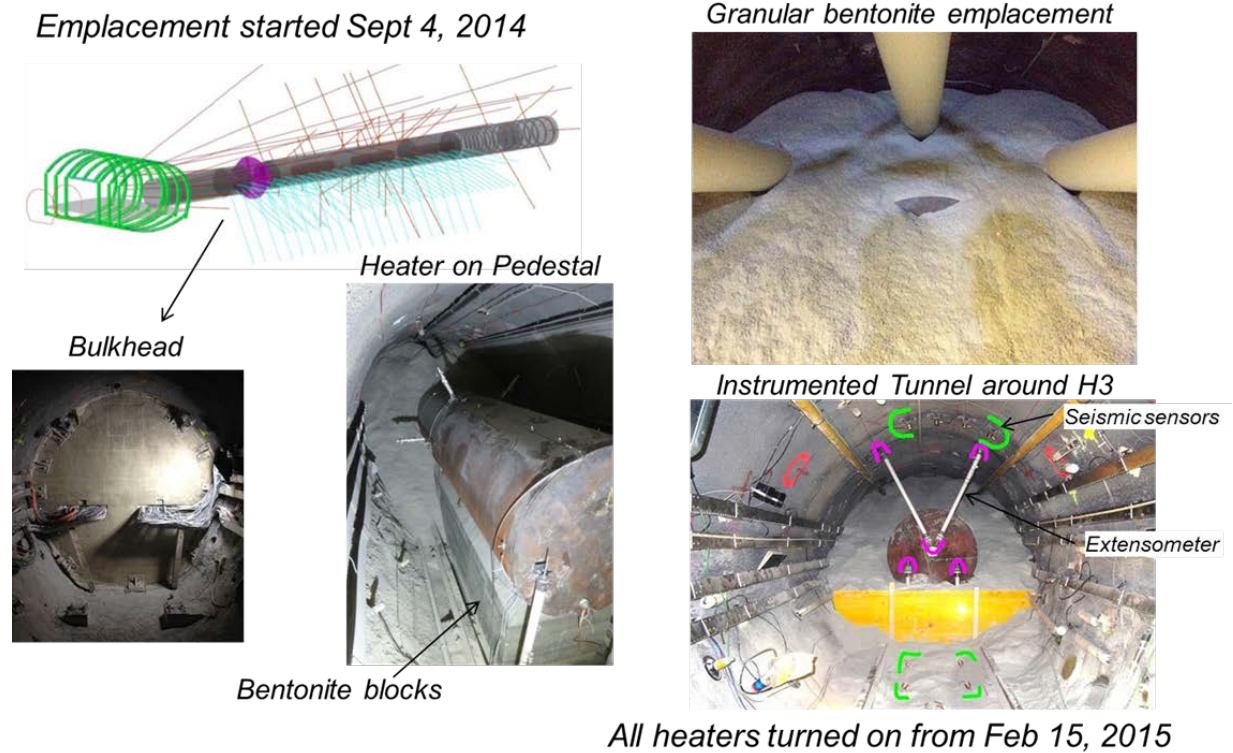 Emplacement started Sept 4, 2014
Granular bentonite emplacement
Heater on Pedestal
Bulkhead
Instrumented Tunnel around H3
Seismic sensors
Extensometer
Bentonite blocks
All heaters turned on from Feb 15, 2015